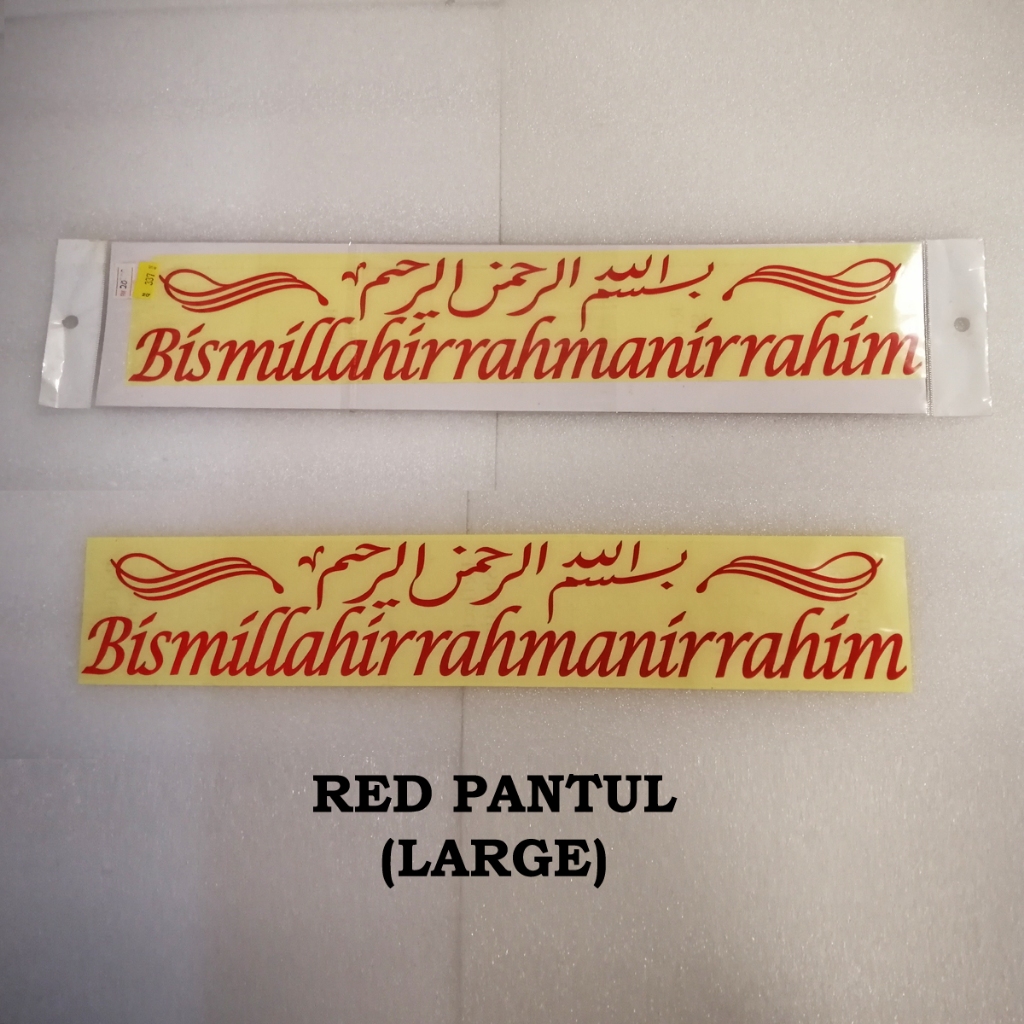 بسم الله الرحمن الرحيم
Bismillahirrahmanirrahim
بسم الله الرحمن الرحيم
Bismillahirrahmanirrahim
RED PANTUL
(LARGE)